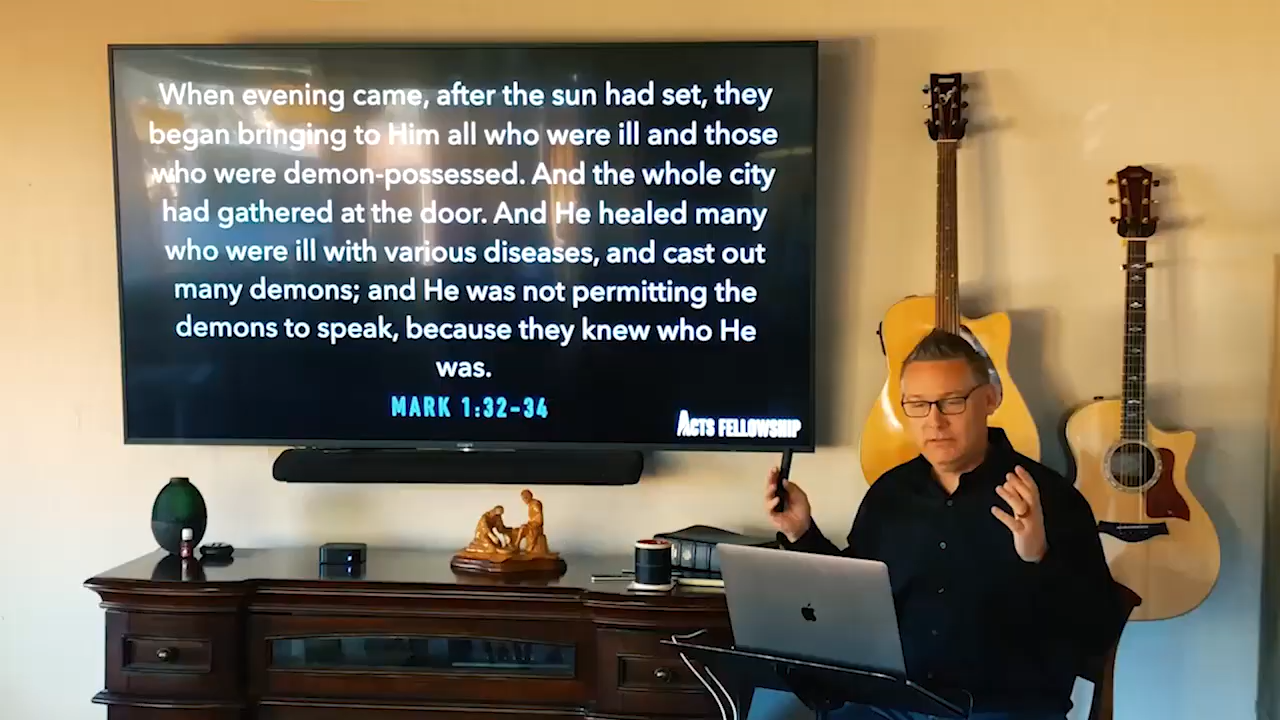 When evening came, after the sun had set, they
began bringing to Him all who were ill and those
who were demon-possessed. And the whole city
had gathered at the door. And He healed many
who were ill with various diseases, and cast out
many demons; and He was not permitting the
demons to speak, because they knew who He
was.
MARK 1:32-34
ACTS FELLOWSHIP
SONY